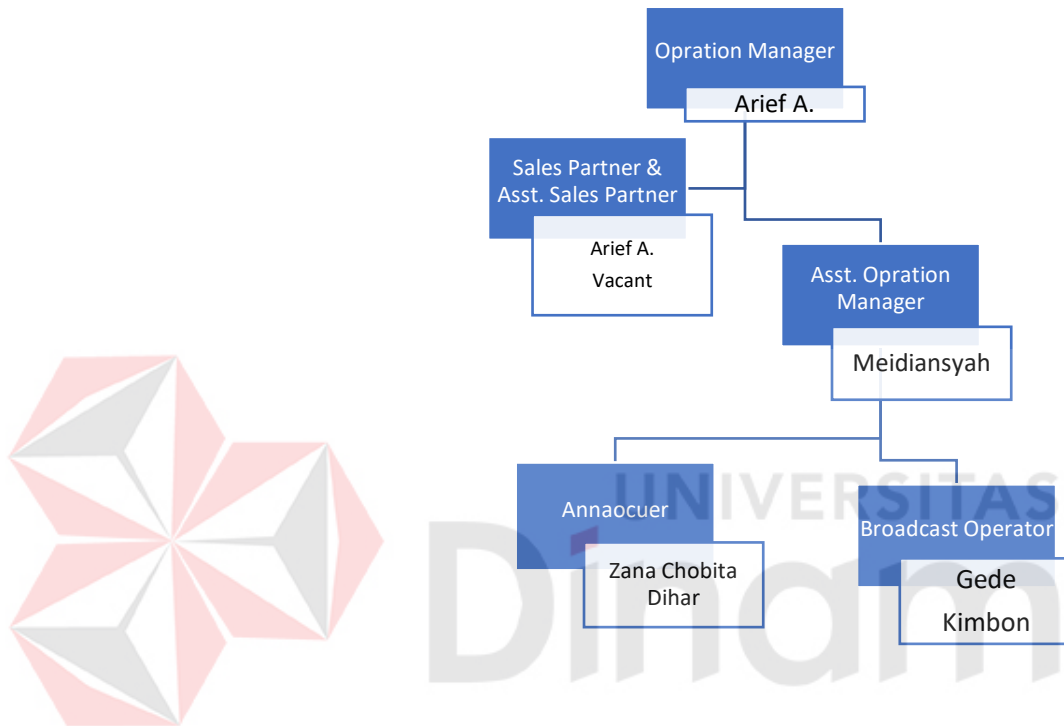 Opration Manager
Arief A.
Sales Partner &
Asst. Sales Partner
Arief A.
Vacant
Asst. Opration
Manager
Meidiansyah
Annaocuer
Zana Chobita
Dihar
Broadcast Operator
Gede
Kimbon
UNIVERSITAS
Dinam